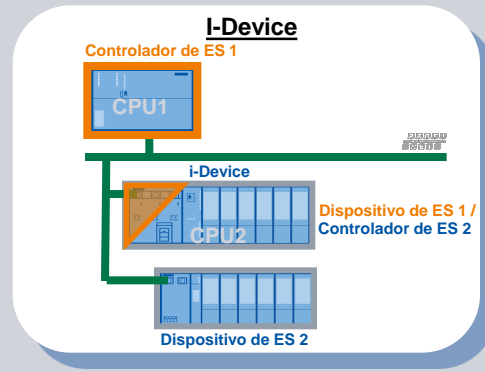 I-Device
Controlador de ES 1
CPU1
i-Device
Dispositivo de ES 1 /
Controlador de ES 2
CPU2
Dispositivo de ES 2